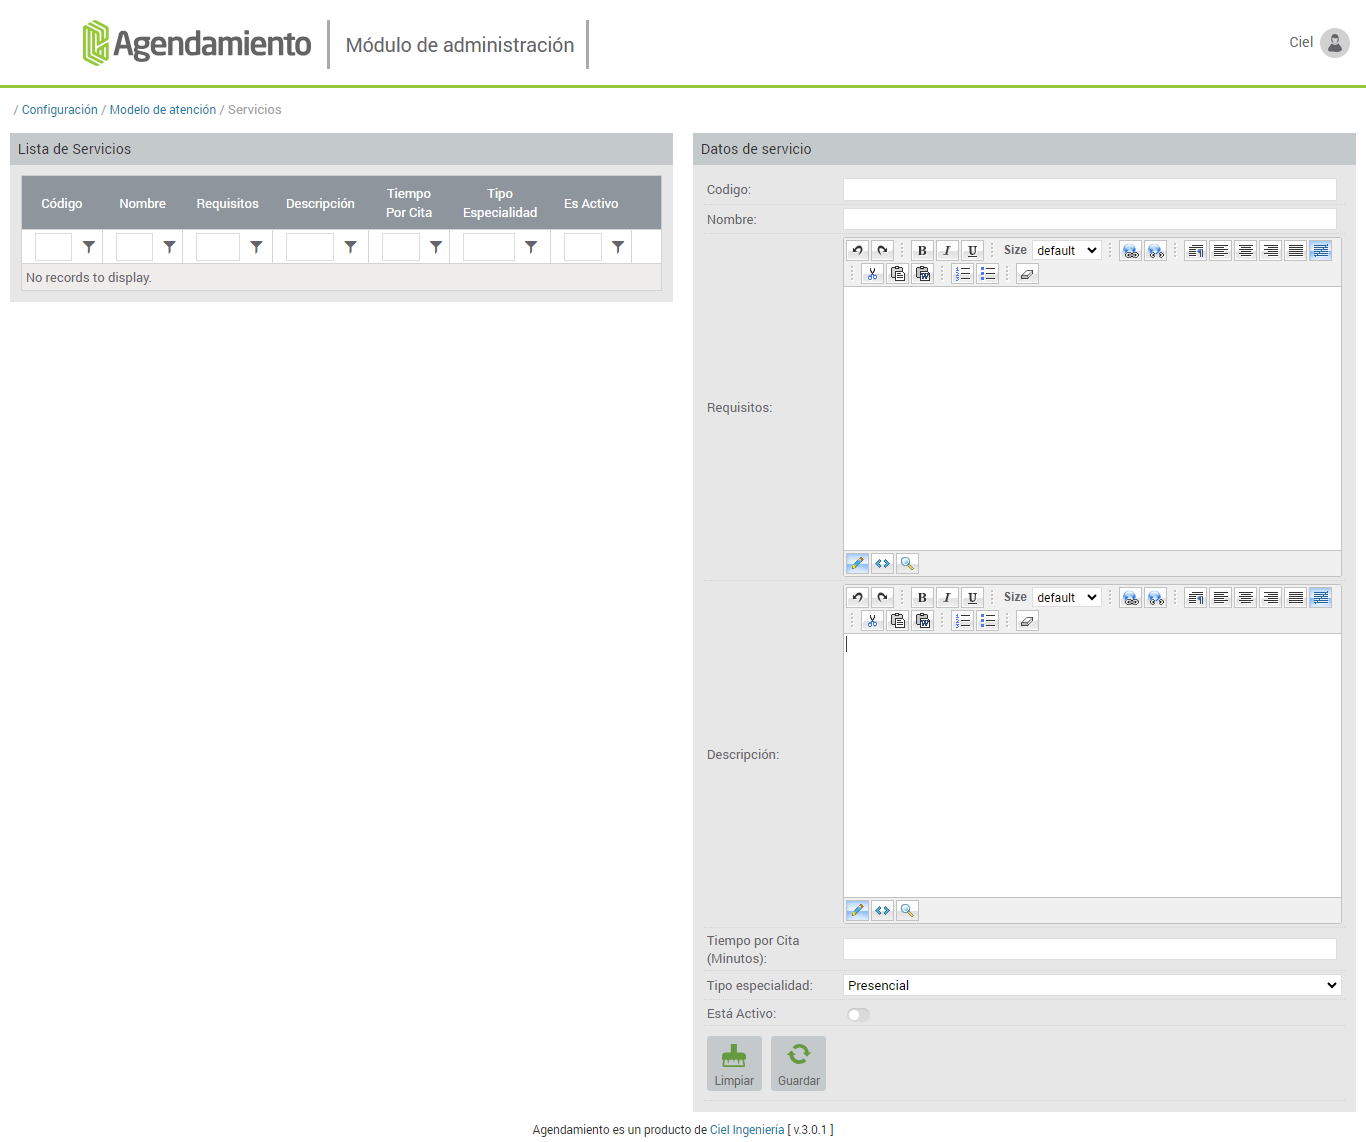 Agendamiento
Módulo de administración
Ciel
/ Configuración / Modelo de atención / Servicios
Lista de Servicios
Código
Nombre
Requisitos
Descripción
Tiempo
Por Cita
Tipo
Especialidad
Es Activo
No records to display.
Datos de servicio
Codigo:
Nombre:
Requisitos:
B I U Size default
Descripción:
B I U Size default
Tiempo por Cita
(Minutos):
Tipo especialidad:
Presencial
Está Activo:
Limpiar
Guardar
Agendamiento es un producto de Ciel Ingeniería [ v.3.0.1 ]